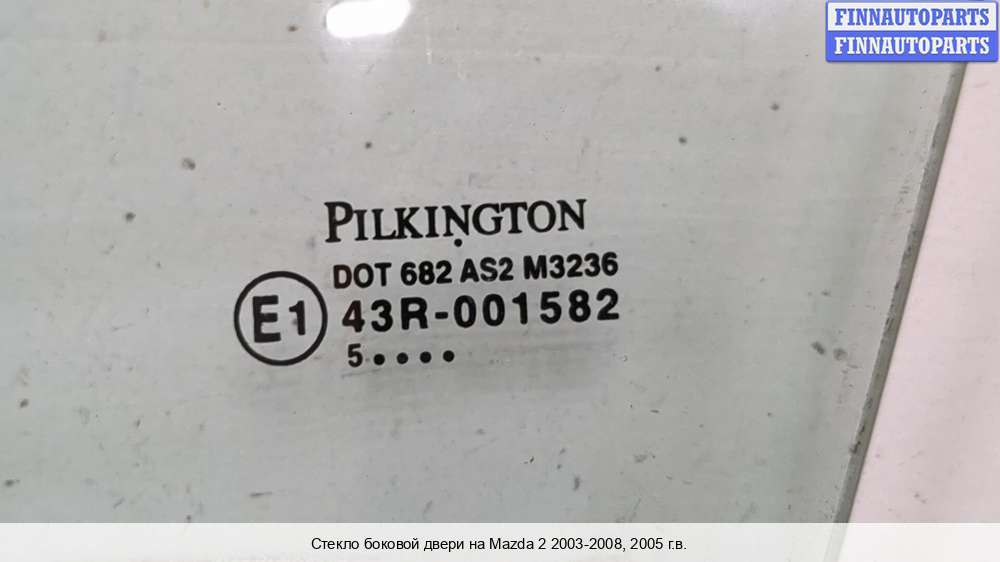 FINNAUTOPARTS
FINNAUTOPARTS
PILKINGTON
DOT 682 AS2 M3236
E1 43R-001582
5••••
Стекло боковой двери на Mazda 2 2003-2008, 2005 г.в.